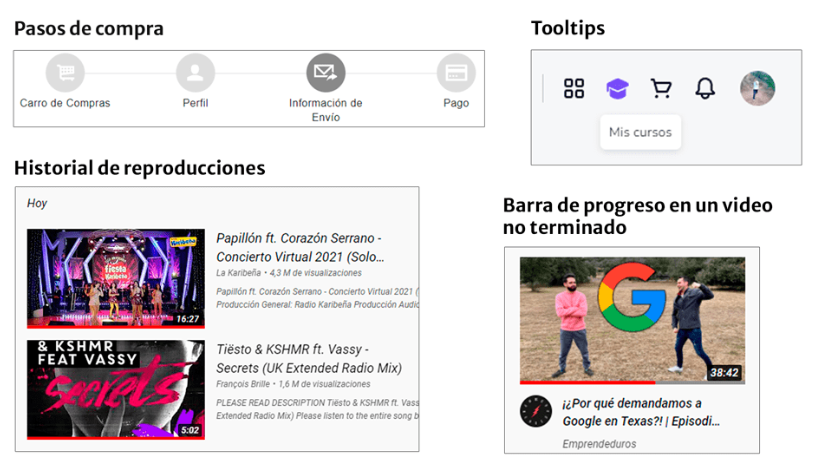 Pasos de compra
Carro de Compras
Perfil
Información de
Envío
Pago
Tooltips
Mis cursos
Historial de reproducciones
Hoy
Karibeña
fiesta
Karibeña
16:27
Papillón ft. Corazón Serrano -
Concierto Virtual 2021 (Solo...
La Karibeña • 4,3 M de visualizaciones
Papillón ft. Corazón Serrano - Concierto Virtual 2021 (
Producción General: Radio Karibeña Producción Audio
& KSHMR
FEAT VASSY
secrets
5:02
Tiësto & KSHMR ft. Vassy -
Secrets (UK Extended Radio Mix)
François Brille • 1,6 M de visualizaciones
PLEASE READ DESCRIPTION Tiësto & KSHMR ft. Vassy
Extended Radio Mix) Please listen to the entire song b
Barra de progreso en un video
no terminado
G
38:42
¡¿Por qué demandamos a
Google en Texas?! | Episodi...
Emprendeduros